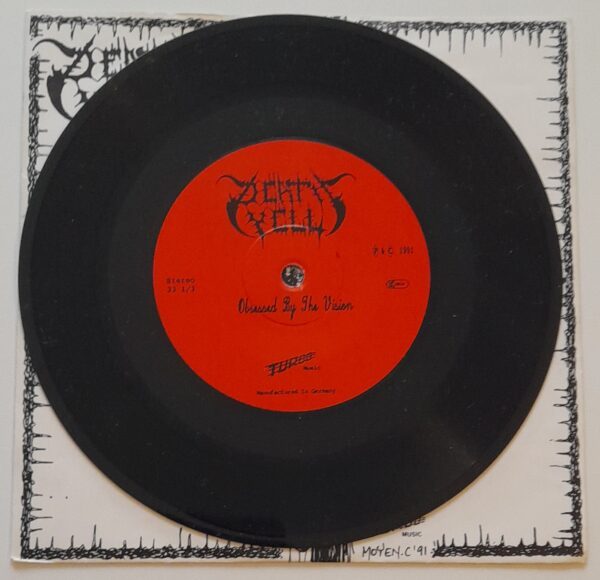 DEATH
YELL
P & C 1991
Stereo
33 1/3
Obsessed By The Vision
TURBO
Music
Manufactured in Germany
MUSIC
MOYEN.C '91